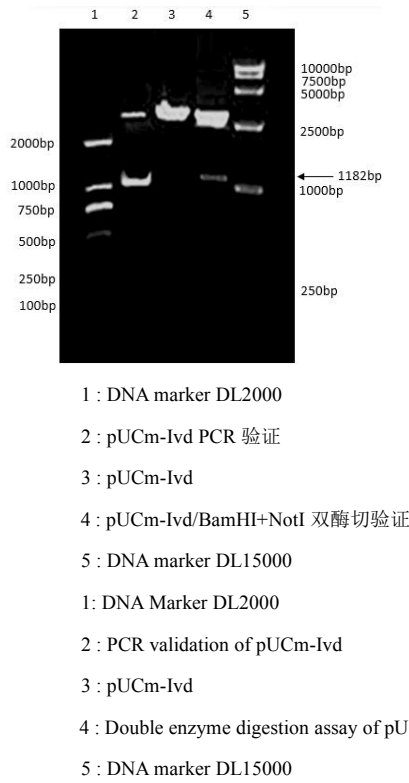 1 2 3 4 5
10000bp
7500bp
5000bp
2500bp
2000bp
1182bp
1000bp
1000bp
750bp
500bp
250bp
250bp
100bp
1 : DNA marker DL2000
2 : pUCm-Ivd PCR 验证
3 : pUCm-Ivd
4 : pUCm-Ivd/BamHI+NotI 双酶切验证
5 : DNA marker DL15000
1: DNA Marker DL2000
2 : PCR validation of pUCm-Ivd
3 : pUCm-Ivd
4 : Double enzyme digestion assay of pU
5 : DNA marker DL15000